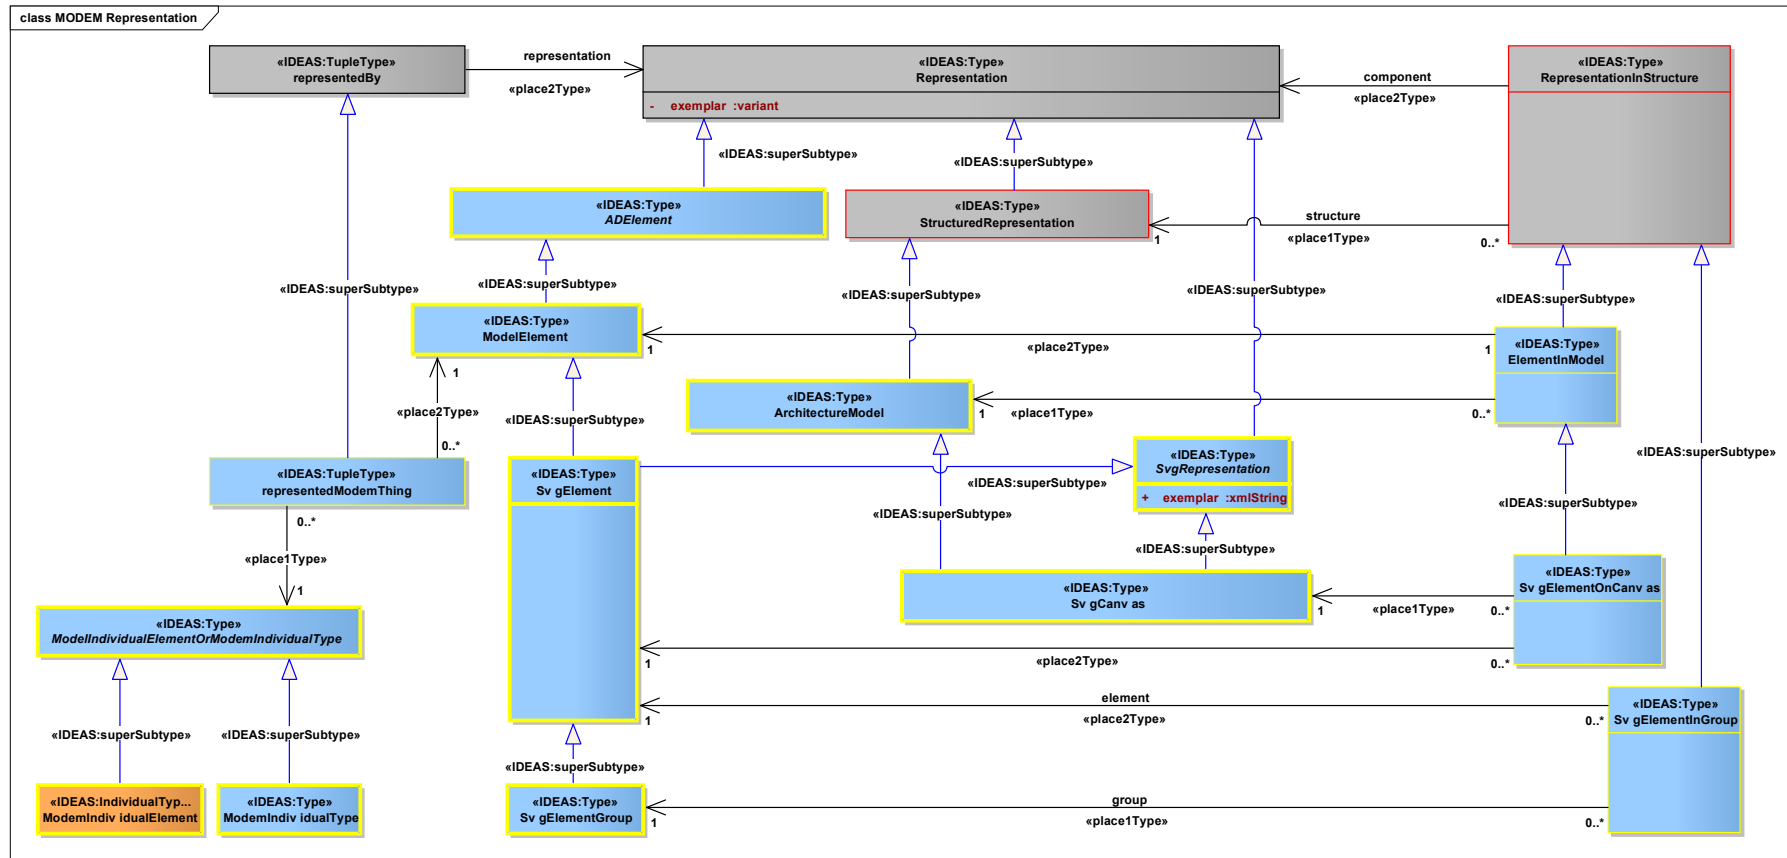 class MODEM Representation
«IDEAS:TupleType»
representedBy
representation
«place2Type»
«IDEAS:Type»
Representation
- exemplar :variant
component
«place2Type»
«IDEAS:Type»
RepresentationInStructure
«IDEAS:superSubtype»
«IDEAS:superSubtype»
«IDEAS:Type»
ADElement
«IDEAS:Type»
StructuredRepresentation
structure
1
«place1Type»
0..*
«IDEAS:superSubtype»
«IDEAS:superSubtype»
«IDEAS:superSubtype»
«IDEAS:superSubtype»
«IDEAS:superSubtype»
«IDEAS:Type»
ModelElement
1
«place2Type»
1
«IDEAS:Type»
ElementInModel
1
«place2Type»
0..*
«IDEAS:superSubtype»
«IDEAS:Type»
ArchitectureModel
1
«place1Type»
0..*
«IDEAS:superSubtype»
«IDEAS:TupleType»
representedModemThing
«IDEAS:Type»
Sv gElement
«IDEAS:superSubtype»
«IDEAS:Type»
SvgRepresentation
+ exemplar :xmlString
«IDEAS:superSubtype»
«IDEAS:superSubtype»
0..*
«place1Type»
1
«IDEAS:superSubtype»
«IDEAS:Type»
Sv gCanv as
1
«place1Type»
0..*
«IDEAS:Type»
Sv gElementOnCanv as
«IDEAS:Type»
ModelIndividualElementOrModemIndividualType
1
«place2Type»
0..*
element
1
«place2Type»
0..*
«IDEAS:Type»
Sv gElementInGroup
«IDEAS:superSubtype»
«IDEAS:superSubtype»
«IDEAS:superSubtype»
«IDEAS:IndividualTyp...
ModemIndiv idualElement
«IDEAS:Type»
ModemIndiv idualType
«IDEAS:Type»
Sv gElementGroup
group
1
«place1Type»
0..*